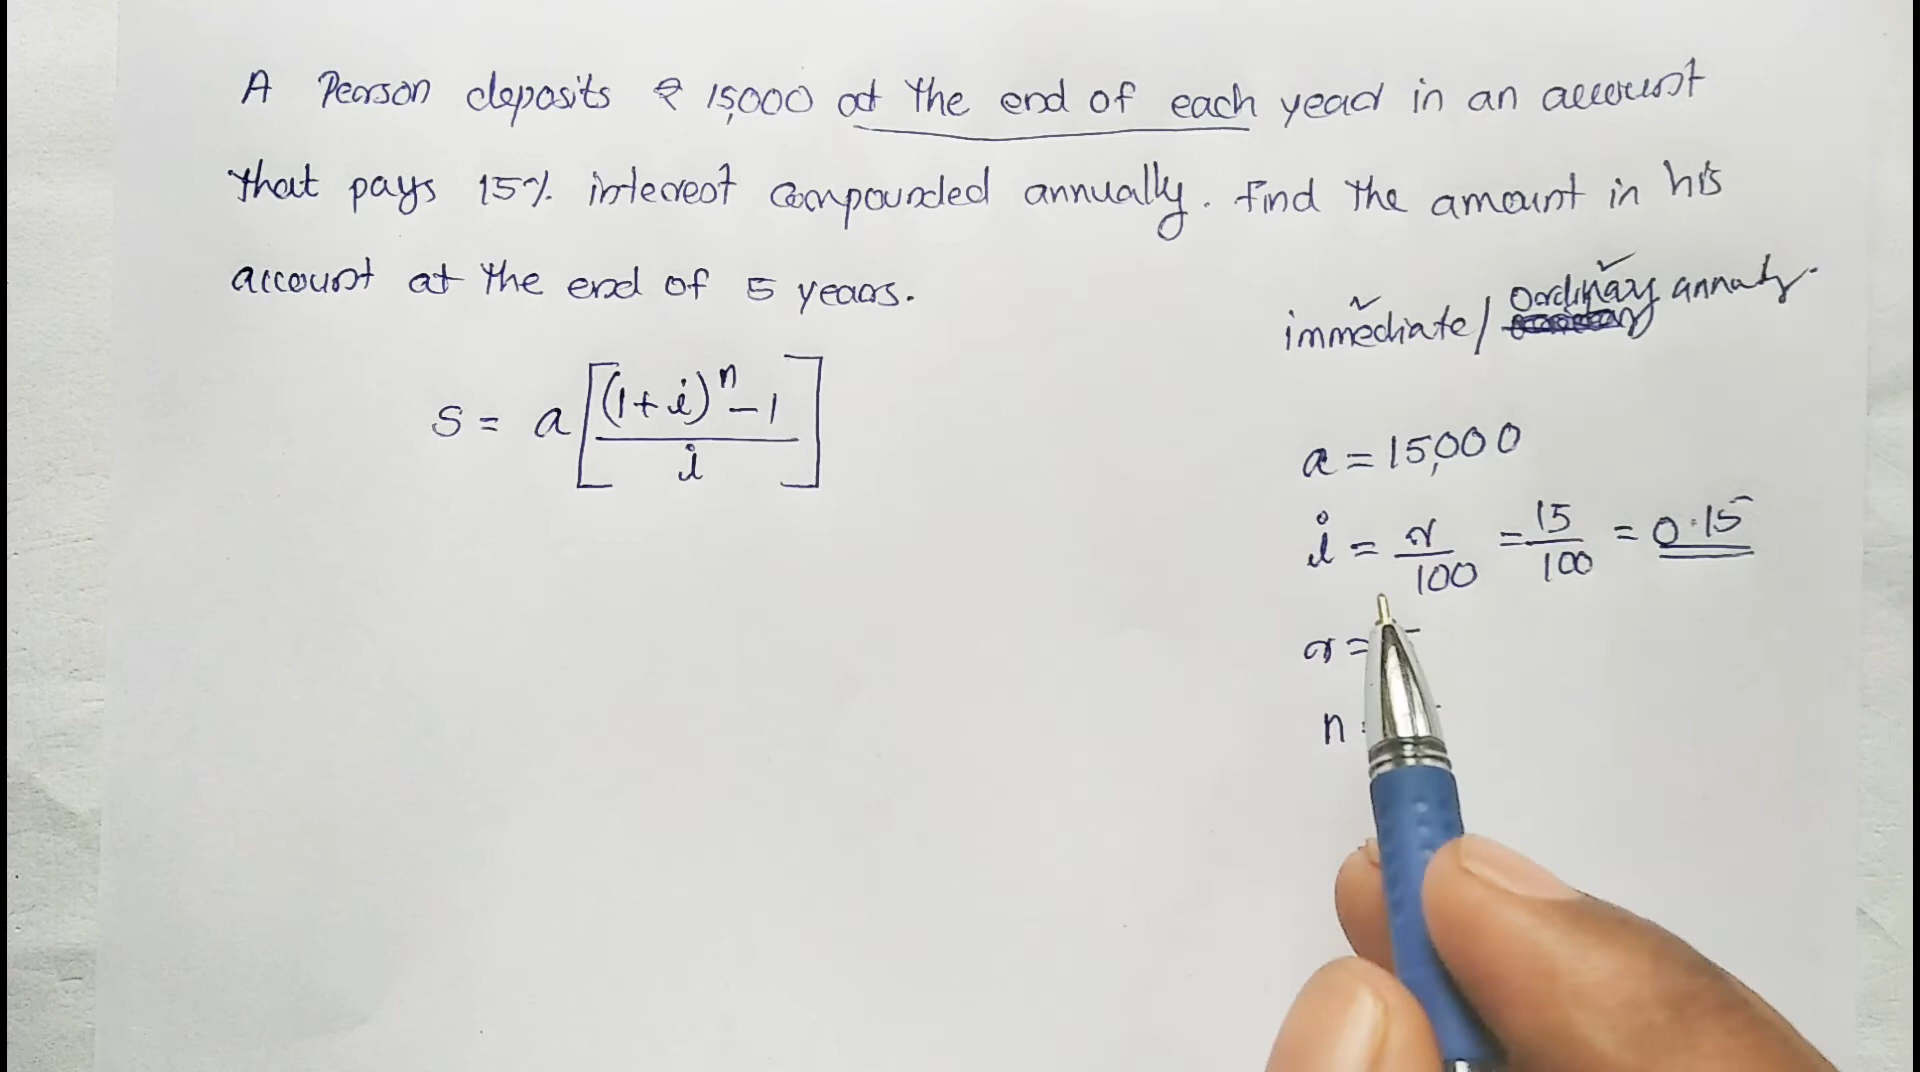 A Person deposits ₹ 15,000 at the end of each year in an account
that pays 15% interest compounded annually. Find the amount in his
account at the end of 5 years.
immediate/ Oordinary annuty.
S = a[((1+i)^n - 1)/i]
a = 15,000
i = r/100 = 15/100 = 0.15
r =
n